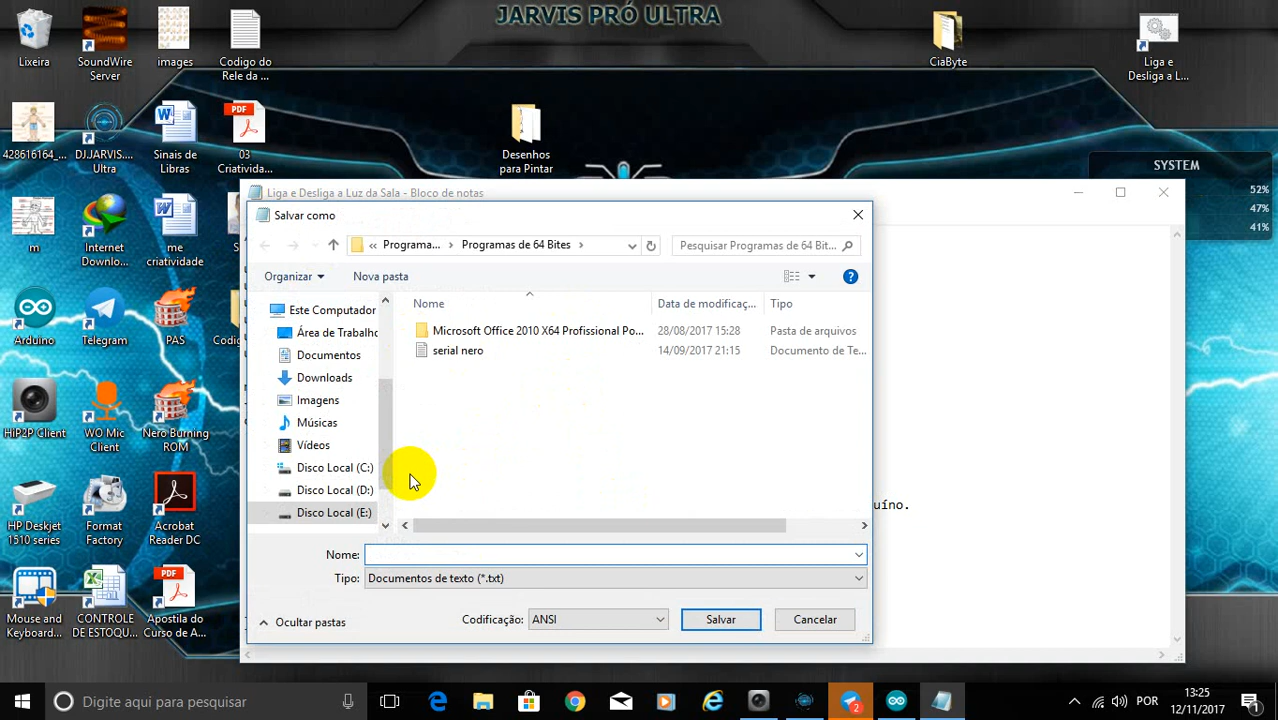 JARVIS PRÓ ULTRA
Lixeira
SoundWire
Server
images
Codigo do
Rele da ...
CiaByte
Liga e
Desliga a L...
428616164_...
DJ.JARVIS....
Ultra
Sinais de
Libras
PDF
03
Criativida...
Desenhos
para Pintar
SYSTEM
52%
47%
41%
m
Internet
Downlo...
me
criatividade
Arduino
Telegram
PAS
HiP2P Client
WO Mic
Client
Nero Burning
ROM
HP Deskjet
1510 series
Format
Factory
Acrobat
Reader DC
Mouse and
Keyboard...
CONTROLE
DE ESTOQU...
PDF
Apostila do
Curso de A...
Liga e Desliga a Luz da Sala - Bloco de notas
Salvar como
« Programa... › Programas de 64 Bites ›
Pesquisar Programas de 64 Bit...
Organizar
Nova pasta
Este Computador
Área de Trabalho
Documentos
Downloads
Imagens
Músicas
Vídeos
Disco Local (C:)
Disco Local (D:)
Disco Local (E:)
Nome Data de modificaç... Tipo
Microsoft Office 2010 X64 Profissional Po... 28/08/2017 15:28 Pasta de arquivos
serial nero 14/09/2017 21:15 Documento de Te...
uíno.
Nome:
Tipo: Documentos de texto (*.txt)
Ocultar pastas
Codificação: ANSI
Salvar
Cancelar
Digite aqui para pesquisar
2
POR
13:25
12/11/2017
1